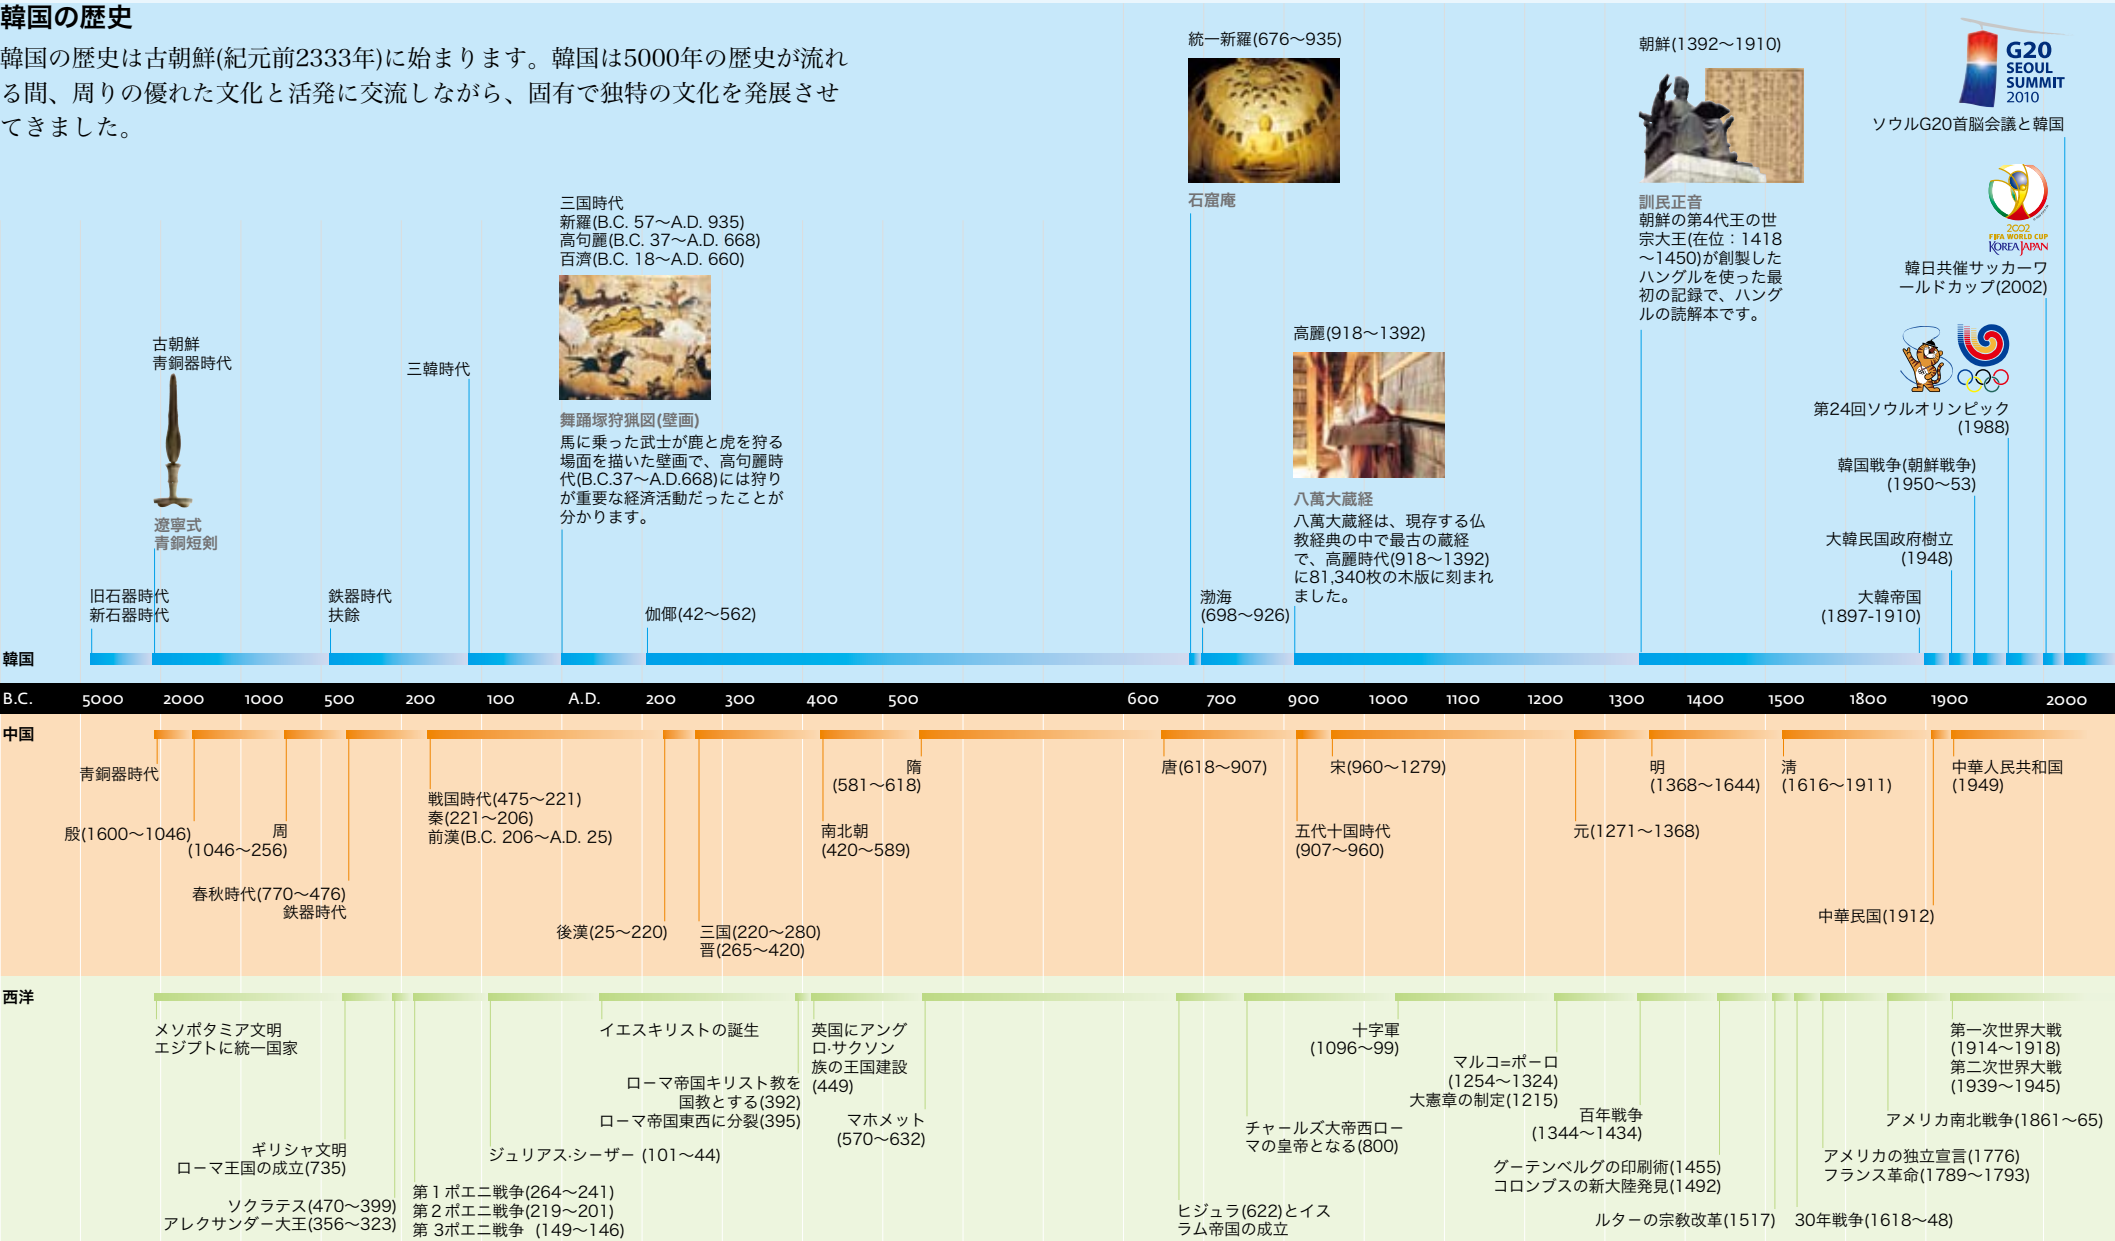 韓国の歴史
韓国の歴史は古朝鮮(紀元前2333年)に始まります。韓国は5000年の歴史が流れ
る間、周りの優れた文化と活発に交流しながら、固有で独特の文化を発展させ
てきました。
旧石器時代
新石器時代
古朝鮮
靑銅器時代
遼寧式
青銅短剣
鉄器時代
扶餘
三韓時代
三国時代
新羅(B.C. 57～A.D. 935)
高句麗(B.C. 37～A.D. 668)
百濟(B.C. 18～A.D. 660)
舞踊塚狩猟図(壁画)
馬に乗った武士が鹿と虎を狩る
場面を描いた壁画で、高句麗時
代(B.C.37～A.D.668)には狩り
が重要な経済活動だったことが
分かります。
伽倻(42～562)
統一新羅(676～935)
石窟庵
渤海
(698～926)
高麗(918～1392)
八萬大蔵経
八萬大蔵経は、現存する仏
教経典の中で最古の蔵経
で、高麗時代(918～1392)
に81,340枚の木版に刻まれ
ました。
朝鮮(1392～1910)
訓民正音
朝鮮の第4代王の世
宗大王(在位：1418
～1450)が創製した
ハングルを使った最
初の記録で、ハング
ルの読解本です。
G20
SEOUL
SUMMIT
2010
ソウルG20首脳会議と韓国
2002
FIFA WORLD CUP
KOREA JAPAN
韓日共催サッカーワ
ールドカップ(2002)
第24回ソウルオリンピック
(1988)
韓国戦争(朝鮮戦争)
(1950～53)
大韓民国政府樹立
(1948)
大韓帝国
(1897-1910)
韓国
B.C. 5000 2000 1000 500 200 100 A.D. 200 300 400 500 600 700 900 1000 1100 1200 1300 1400 1500 1800 1900 2000
中国
靑銅器時代
殷(1600～1046)
周
(1046～256)
春秋時代(770～476)
鉄器時代
戦国時代(475～221)
秦(221～206)
前漢(B.C. 206～A.D. 25)
後漢(25～220)
三国(220～280)
晋(265～420)
南北朝
(420～589)
隋
(581～618)
唐(618～907)
五代十国時代
(907～960)
宋(960～1279)
元(1271～1368)
明
(1368～1644)
淸
(1616～1911)
中華民国(1912)
中華人民共和国
(1949)
西洋
メソポタミア文明
エジプトに統一国家
ギリシャ文明
ローマ王国の成立(735)
ソクラテス(470～399)
アレクサンダー大王(356～323)
第１ポエニ戦争(264～241)
第２ポエニ戦争(219～201)
第 3ポエニ戦争 (149～146)
ジュリアス·シーザー (101～44)
イエスキリストの誕生
ローマ帝国キリスト教を
国教とする(392)
ローマ帝国東西に分裂(395)
英国にアング
ロ·サクソン
族の王国建設
(449)
マホメット
(570～632)
ヒジュラ(622)とイス
ラム帝国の成立
チャールズ大帝西ロー
マの皇帝となる(800)
十字軍
(1096～99)
マルコ=ポーロ
(1254～1324)
大憲章の制定(1215)
百年戦争
(1344～1434)
グーテンベルグの印刷術(1455)
コロンブスの新大陸発見(1492)
ルターの宗敎改革(1517)
30年戦争(1618～48)
アメリカの独立宣言(1776)
フランス革命(1789～1793)
アメリカ南北戦争(1861～65)
第一次世界大戦
(1914～1918)
第二次世界大戦
(1939～1945)